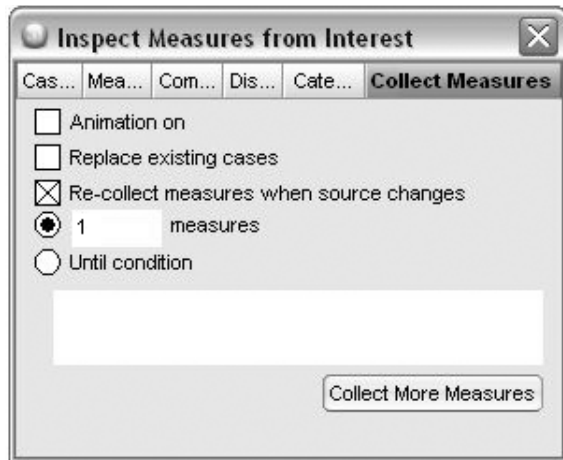 Inspect Measures from Interest
Cas... Mea... Com... Dis... Cate... Collect Measures
Animation on
Replace existing cases
Re-collect measures when source changes
1 measures
Until condition
Collect More Measures